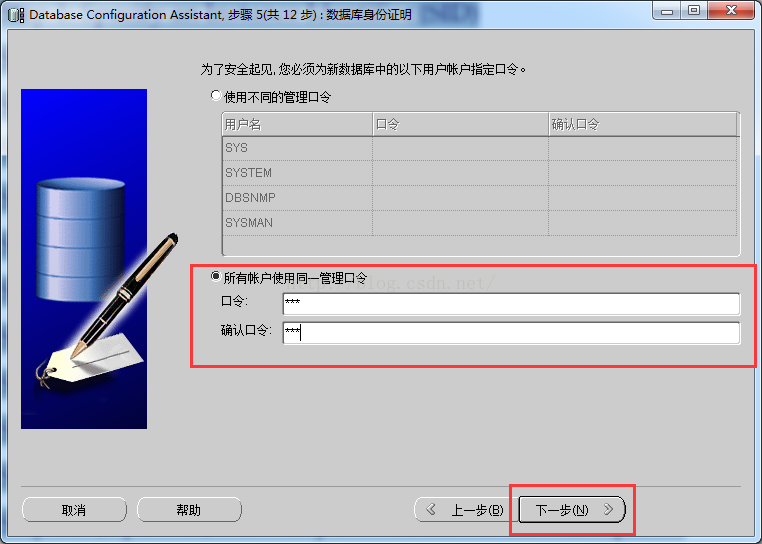 Database Configuration Assistant, 步骤 5(共 12 步) : 数据库身份证明
为了安全起见,您必须为新数据库中的以下用户帐户指定口令。
使用不同的管理口令
用户名 口令 确认口令
SYS
SYSTEM
DBSNMP
SYSMAN
所有帐户使用同一管理口令
口令: ***
确认口令: ***
取消 帮助 上一步(B) 下一步(N)